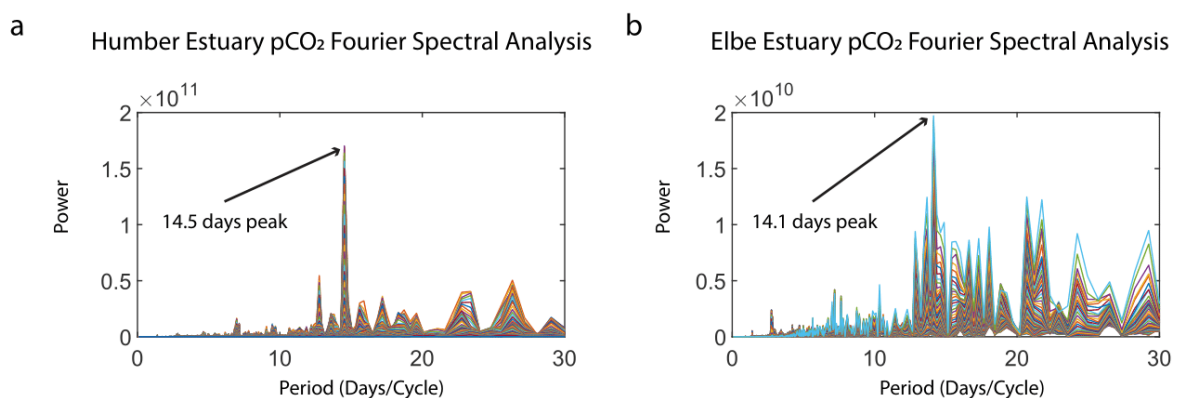 a
Humber Estuary pCO₂ Fourier Spectral Analysis
2 ×10¹¹
1.5
1
0.5
0
Power
14.5 days peak
0 10 20 30
Period (Days/Cycle)
b
Elbe Estuary pCO₂ Fourier Spectral Analysis
2 ×10¹⁰
1.5
1
0.5
0
Power
14.1 days peak
0 10 20 30
Period (Days/Cycle)